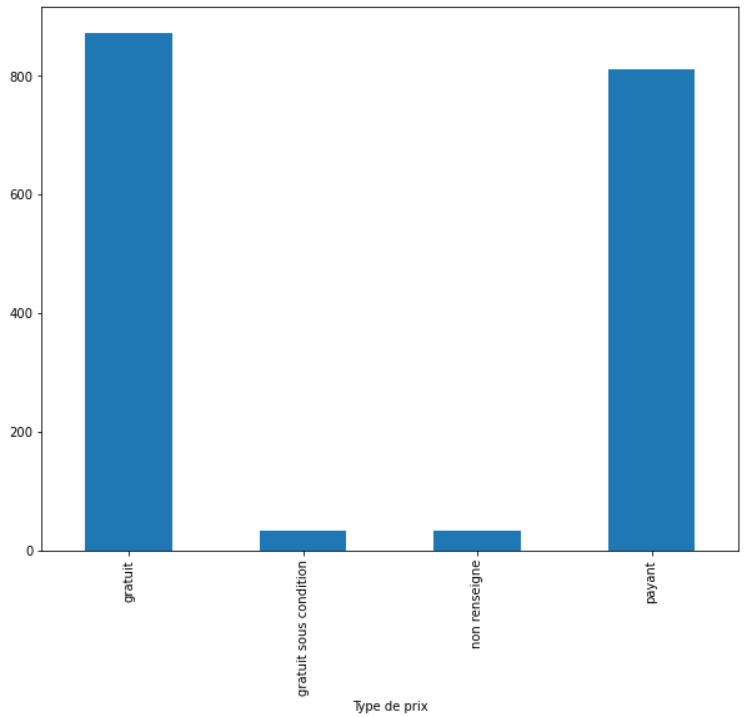 800
600
400
200
0
gratuit
gratuit sous condition
non renseigne
payant
Type de prix